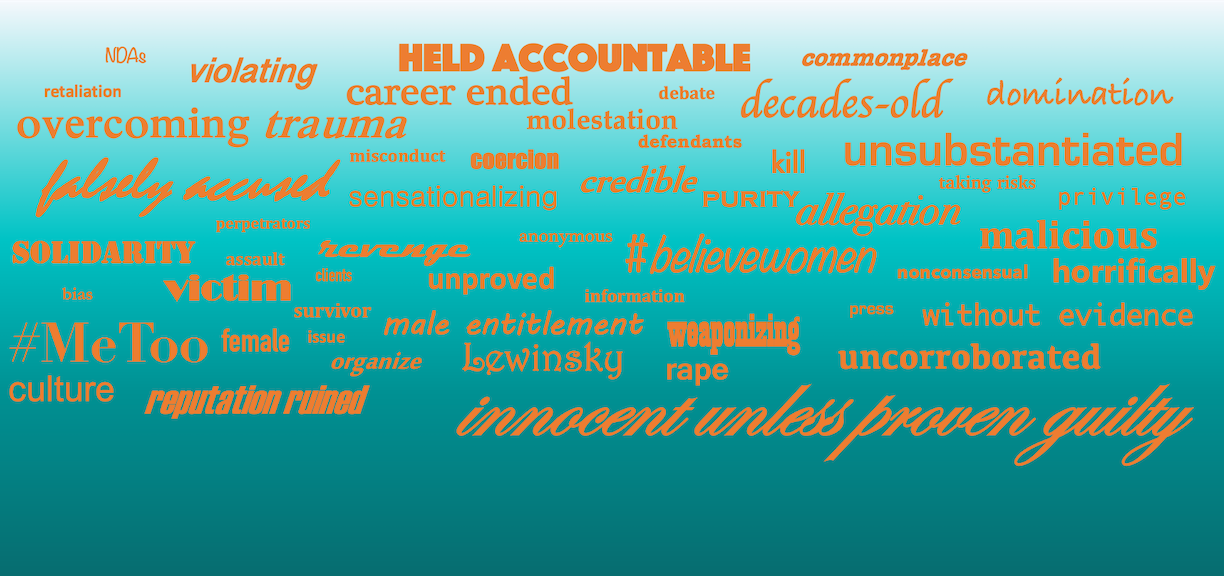 NDAs
violating
HELD ACCOUNTABLE
commonplace
retaliation
career ended
debate
decades-old
domination
overcoming trauma
molestation
defendants
unsubstantiated
falsely accused
misconduct
coercion
kill
credible
taking risks
sensationalizing
PURITY
allegation
privilege
perpetrators
anonymous
malicious
SOLIDARITY
revenge
#believewomen
assault
clients
unproved
nonconsensual
horrifically
bias
victim
information
survivor
press
without evidence
#MeToo
female
issue
male entitlement
weaponizing
organize
Lewinsky
rape
uncorroborated
culture
reputation ruined
innocent unless proven guilty